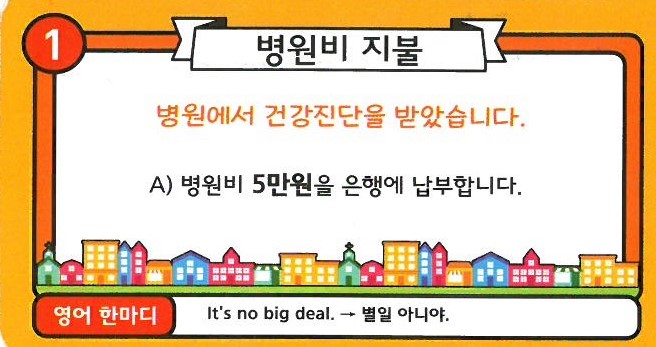 1
병원비 지불
병원에서 건강진단을 받았습니다.
A) 병원비 5만원을 은행에 납부합니다.
영어 한마디
It's no big deal. → 별일 아니야.